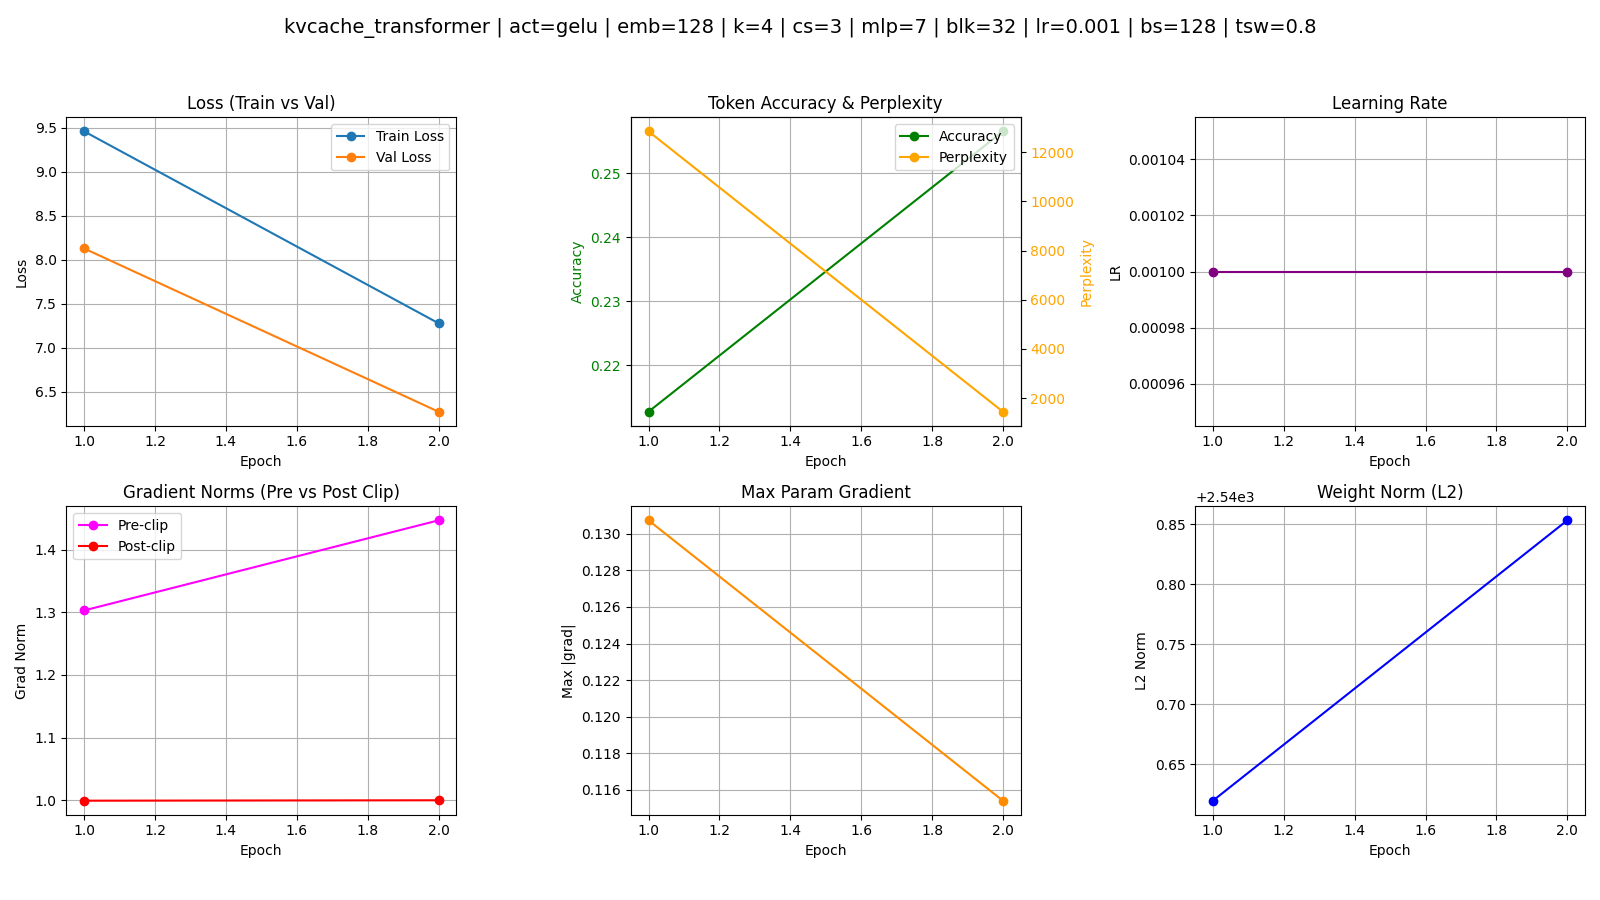 kvcache_transformer | act=gelu | emb=128 | k=4 | cs=3 | mlp=7 | blk=32 | lr=0.001 | bs=128 | tsw=0.8
Loss (Train vs Val)
9.5
9.0
8.5
8.0
7.5
7.0
6.5
Loss
Train Loss
Val Loss
1.0 1.2 1.4 1.6 1.8 2.0
Epoch
Token Accuracy & Perplexity
0.25
0.24
0.23
0.22
Accuracy
Accuracy
Perplexity
12000
10000
8000
6000
4000
2000
Perplexity
1.0 1.2 1.4 1.6 1.8 2.0
Epoch
Learning Rate
0.00104
0.00102
0.00100
0.00098
0.00096
LR
1.0 1.2 1.4 1.6 1.8 2.0
Epoch
Gradient Norms (Pre vs Post Clip)
Pre-clip
Post-clip
1.4
1.3
1.2
1.1
1.0
Grad Norm
1.0 1.2 1.4 1.6 1.8 2.0
Epoch
Max Param Gradient
0.130
0.128
0.126
0.124
0.122
0.120
0.118
0.116
Max |grad|
1.0 1.2 1.4 1.6 1.8 2.0
Epoch
Weight Norm (L2)
+2.54e3
0.85
0.80
0.75
0.70
0.65
L2 Norm
1.0 1.2 1.4 1.6 1.8 2.0
Epoch